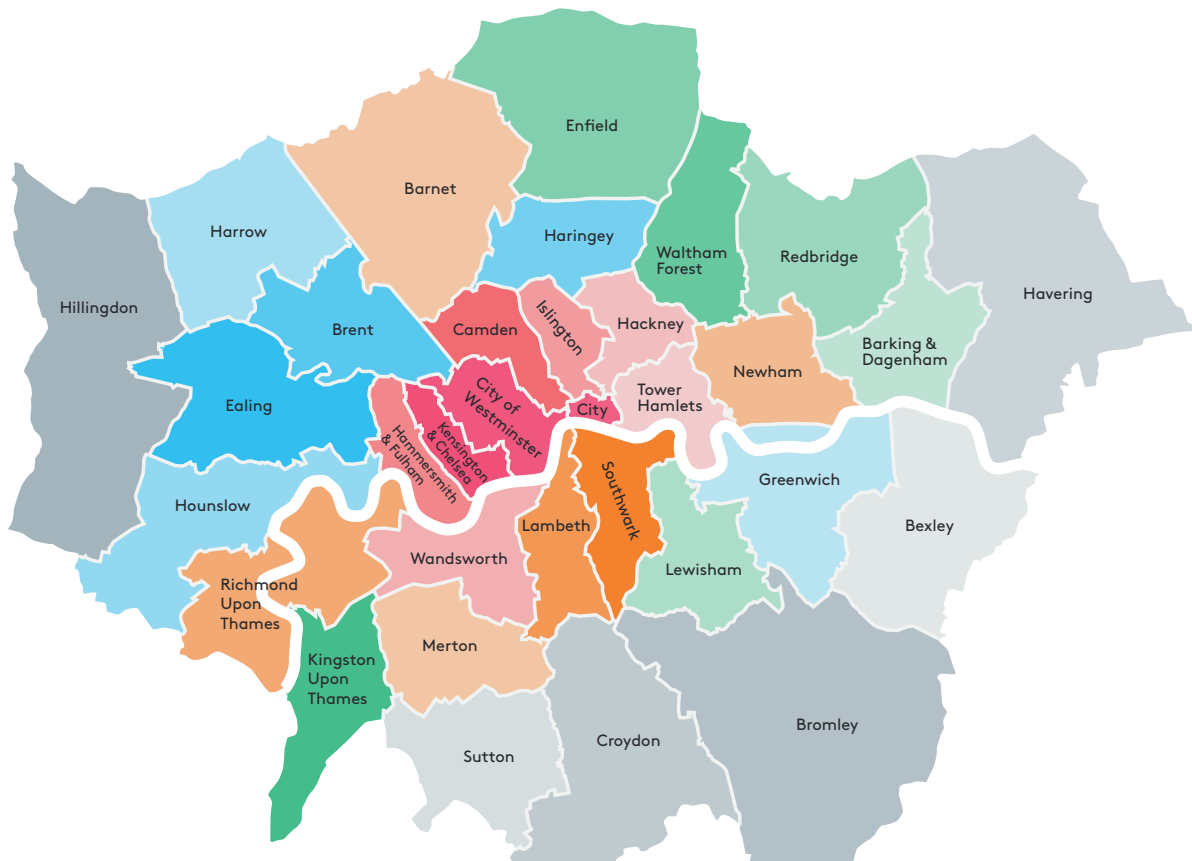 Enfield
Barnet
Harrow
Haringey
Waltham
Forest
Redbridge
Havering
Hillingdon
Brent
Camden
Islington
Hackney
Barking &
Dagenham
Newham
Tower
Hamlets
Ealing
City of
Westminster
City
Kensington
& Chelsea
Hammersmith
& Fulham
Hounslow
Greenwich
Southwark
Lambeth
Bexley
Wandsworth
Lewisham
Richmond
Upon
Thames
Merton
Kingston
Upon
Thames
Sutton
Croydon
Bromley